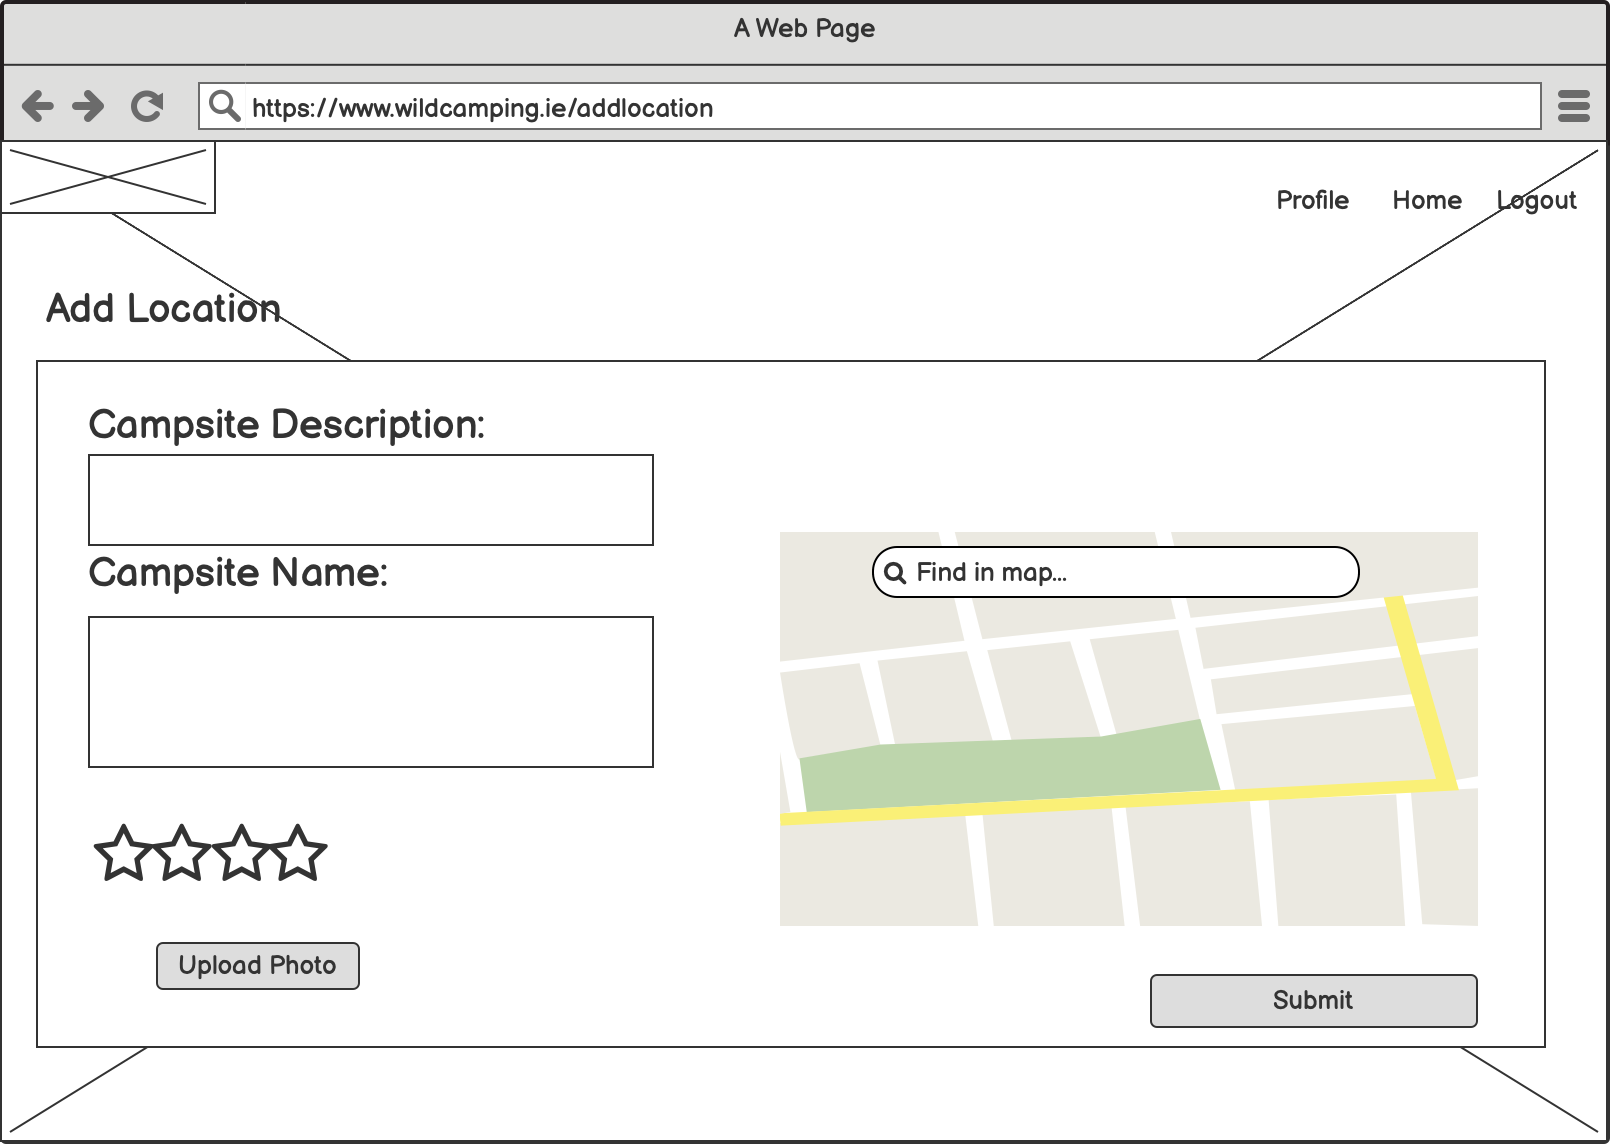 A Web Page
https://www.wildcamping.ie/addlocation
Profile Home Logout
Add Location
Campsite Description:
Campsite Name:
Find in map...
Upload Photo
Submit